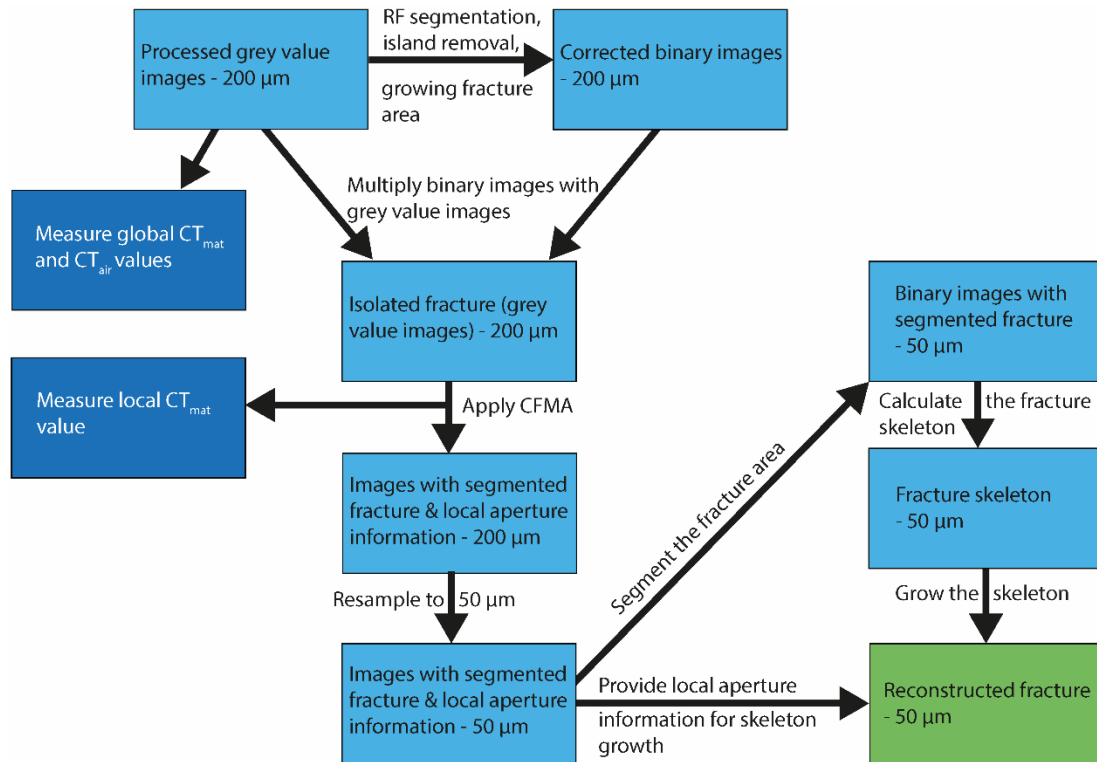 RF segmentation,
island removal,
growing fracture
area
Processed grey value
images - 200 µm
Corrected binary images
- 200 µm
Multiply binary images with
grey value images
Measure global CTmat
and CTair values
Isolated fracture (grey
value images) - 200 µm
Binary images with
segmented fracture
- 50 µm
Measure local CTmat
value
Apply CFMA
Calculate the fracture
skeleton
Images with segmented
fracture & local aperture
information - 200 µm
Segment the fracture area
Fracture skeleton
- 50 µm
Resample to 50 µm
Grow the skeleton
Images with segmented
fracture & local aperture
information - 50 µm
Provide local aperture
information for skeleton
growth
Reconstructed fracture
- 50 µm